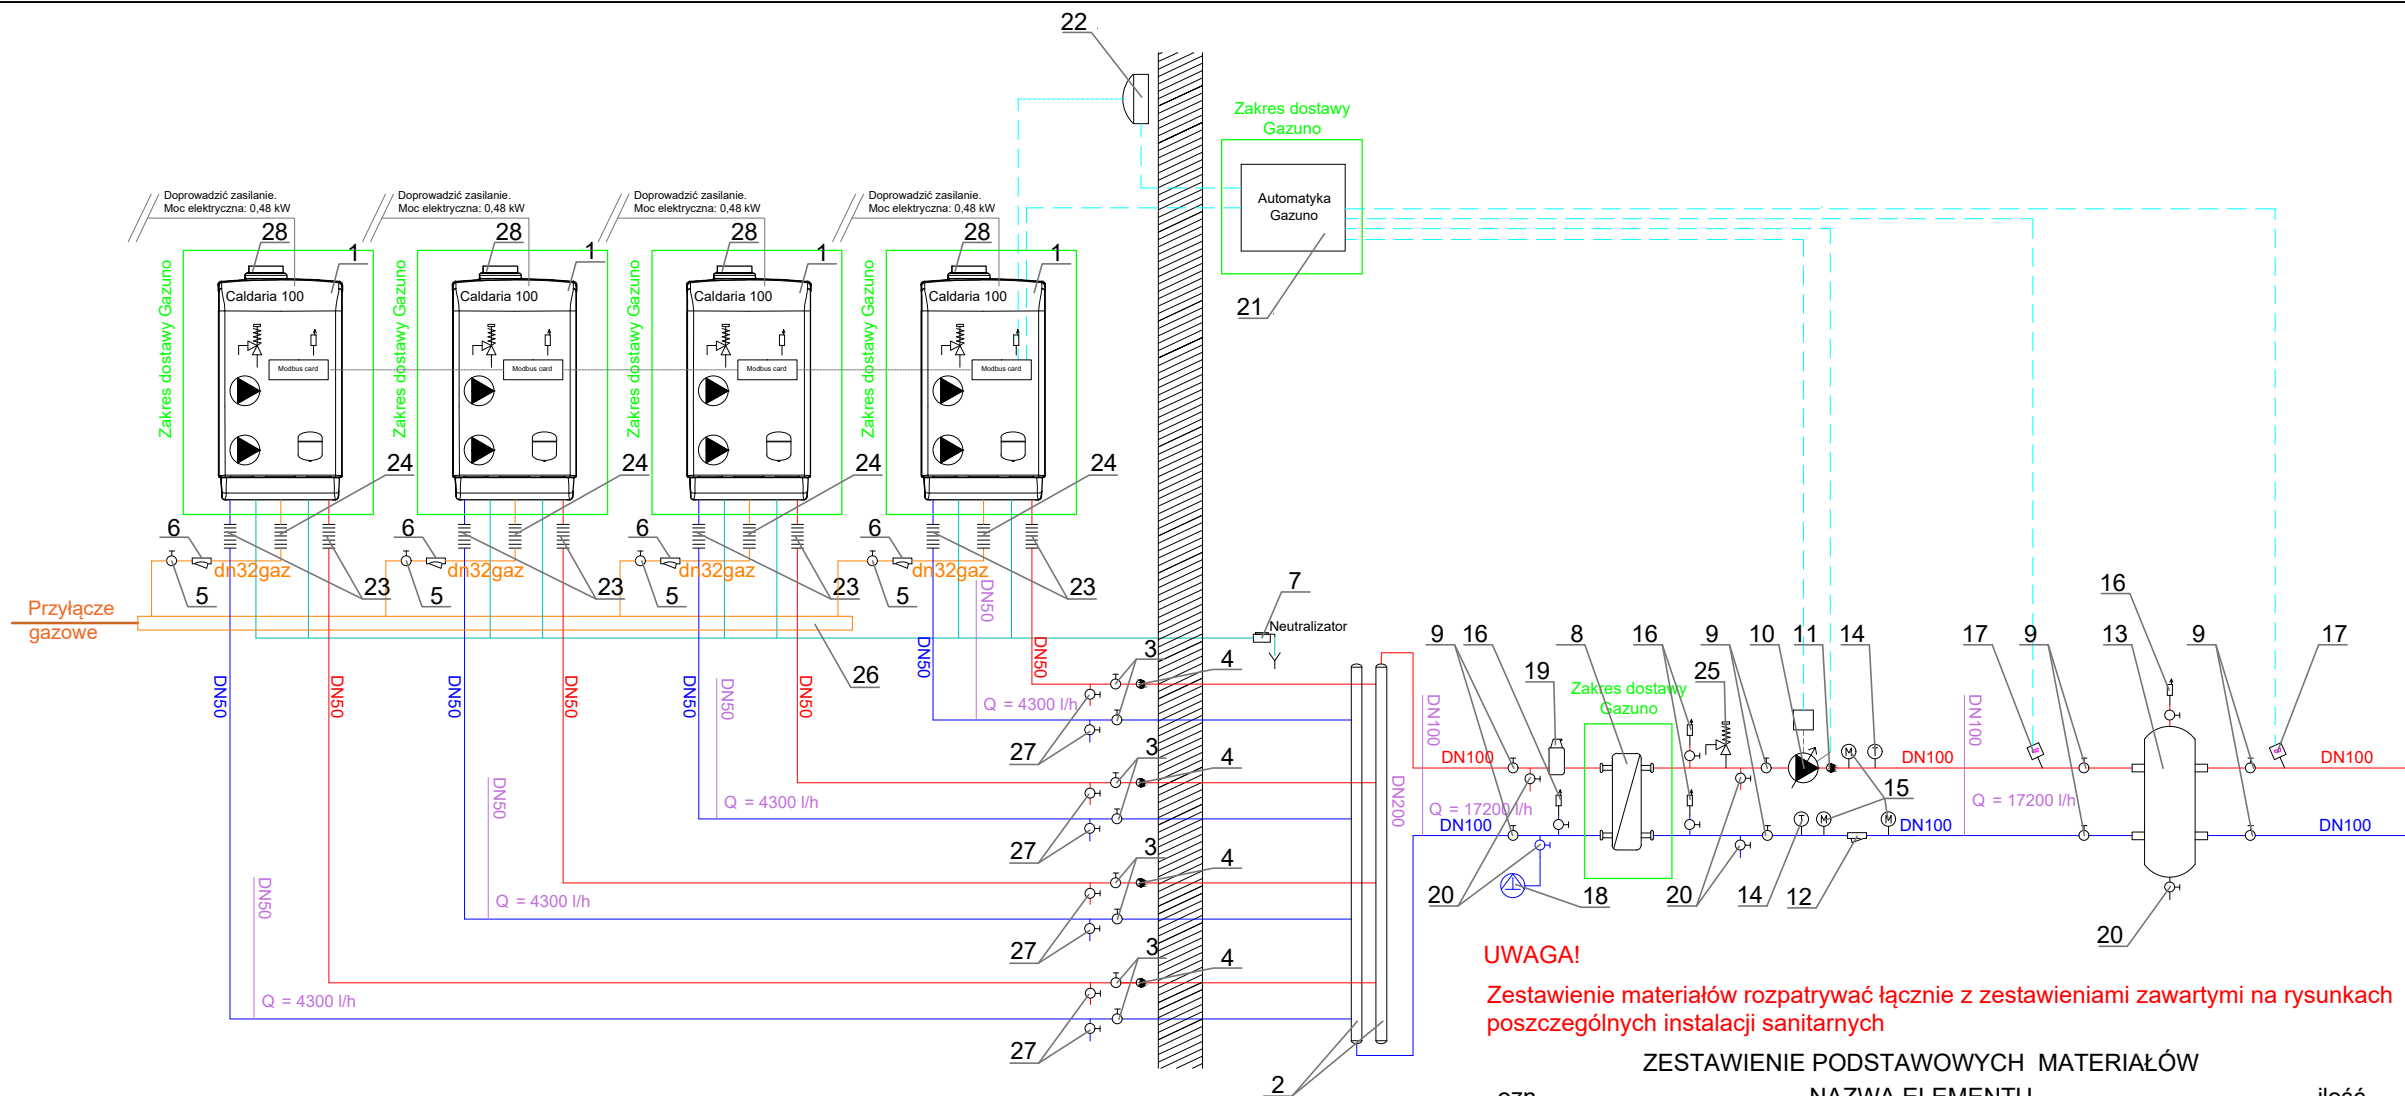 22
Zakres dostawy
Gazuno
Automatyka
Gazuno
21
Doprowadzić zasilanie.
Moc elektryczna: 0,48 kW
Doprowadzić zasilanie.
Moc elektryczna: 0,48 kW
Doprowadzić zasilanie.
Moc elektryczna: 0,48 kW
Doprowadzić zasilanie.
Moc elektryczna: 0,48 kW
28
1
28
1
28
1
28
1
Zakres dostawy Gazuno
Caldaria 100
Modbus card
Zakres dostawy Gazuno
Caldaria 100
Modbus card
Zakres dostawy Gazuno
Caldaria 100
Modbus card
Zakres dostawy Gazuno
Caldaria 100
Modbus card
24
24
24
24
6
6
6
6
dn32gaz
dn32gaz
dn32gaz
dn32gaz
5
23
5
23
5
23
5
23
Przyłącze
gazowe
26
7
Neutralizator
DN50
DN50
DN50
DN50
DN50
DN50
DN50
DN50
DN50
DN50
DN50
DN50
Q = 4300 l/h
Q = 4300 l/h
Q = 4300 l/h
Q = 4300 l/h
3
4
27
3
4
27
3
4
27
3
4
27
2
DN200
9
16
8
16
9
10
11
14
17
9
13
16
9
17
19
Zakres dostawy
Gazuno
25
DN100
DN100
Q = 17200 l/h
DN100
DN100
DN100
Q = 17200 l/h
DN100
DN100
DN100
M
T
15
T
M
M
20
18
20
14
12
20
UWAGA!
Zestawienie materiałów rozpatrywać łącznie z zestawieniami zawartymi na rysunkach
poszczególnych instalacji sanitarnych
ZESTAWIENIE PODSTAWOWYCH MATERIAŁÓW
ozn. NAZWA ELEMENTU ilość